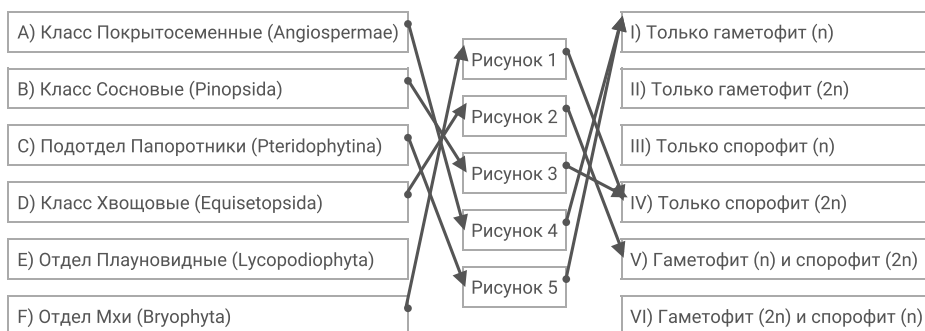 A) Класс Покрытосеменные (Angiospermae)
B) Класс Сосновые (Pinopsida)
C) Подотдел Папоротники (Pteridophytina)
D) Класс Хвощовые (Equisetopsida)
E) Отдел Плауновидные (Lycopodiophyta)
F) Отдел Мхи (Bryophyta)
Рисунок 1
Рисунок 2
Рисунок 3
Рисунок 4
Рисунок 5
I) Только гаметофит (n)
II) Только гаметофит (2n)
III) Только спорофит (n)
IV) Только спорофит (2n)
V) Гаметофит (n) и спорофит (2n)
VI) Гаметофит (2n) и спорофит (n)